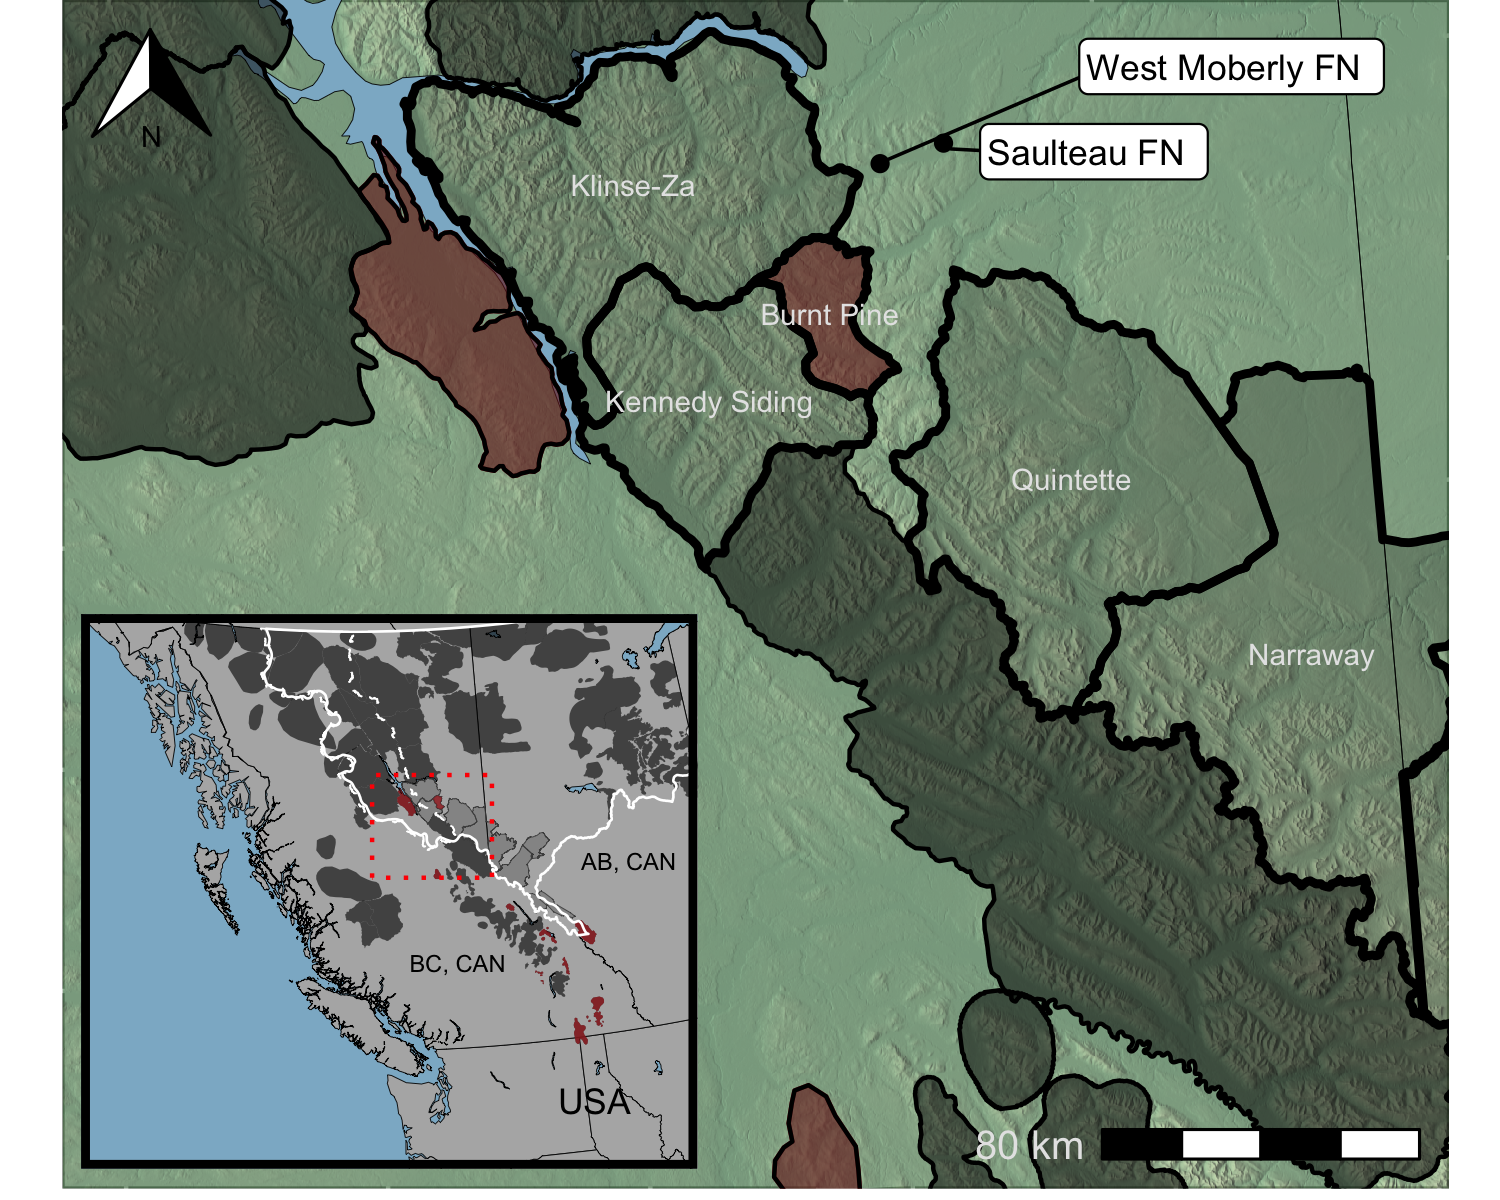 West Moberly FN
Saulteau FN
N
Klinse-Za
Burnt Pine
Kennedy Siding
Quintette
Narraway
AB, CAN
BC, CAN
USA
80 km